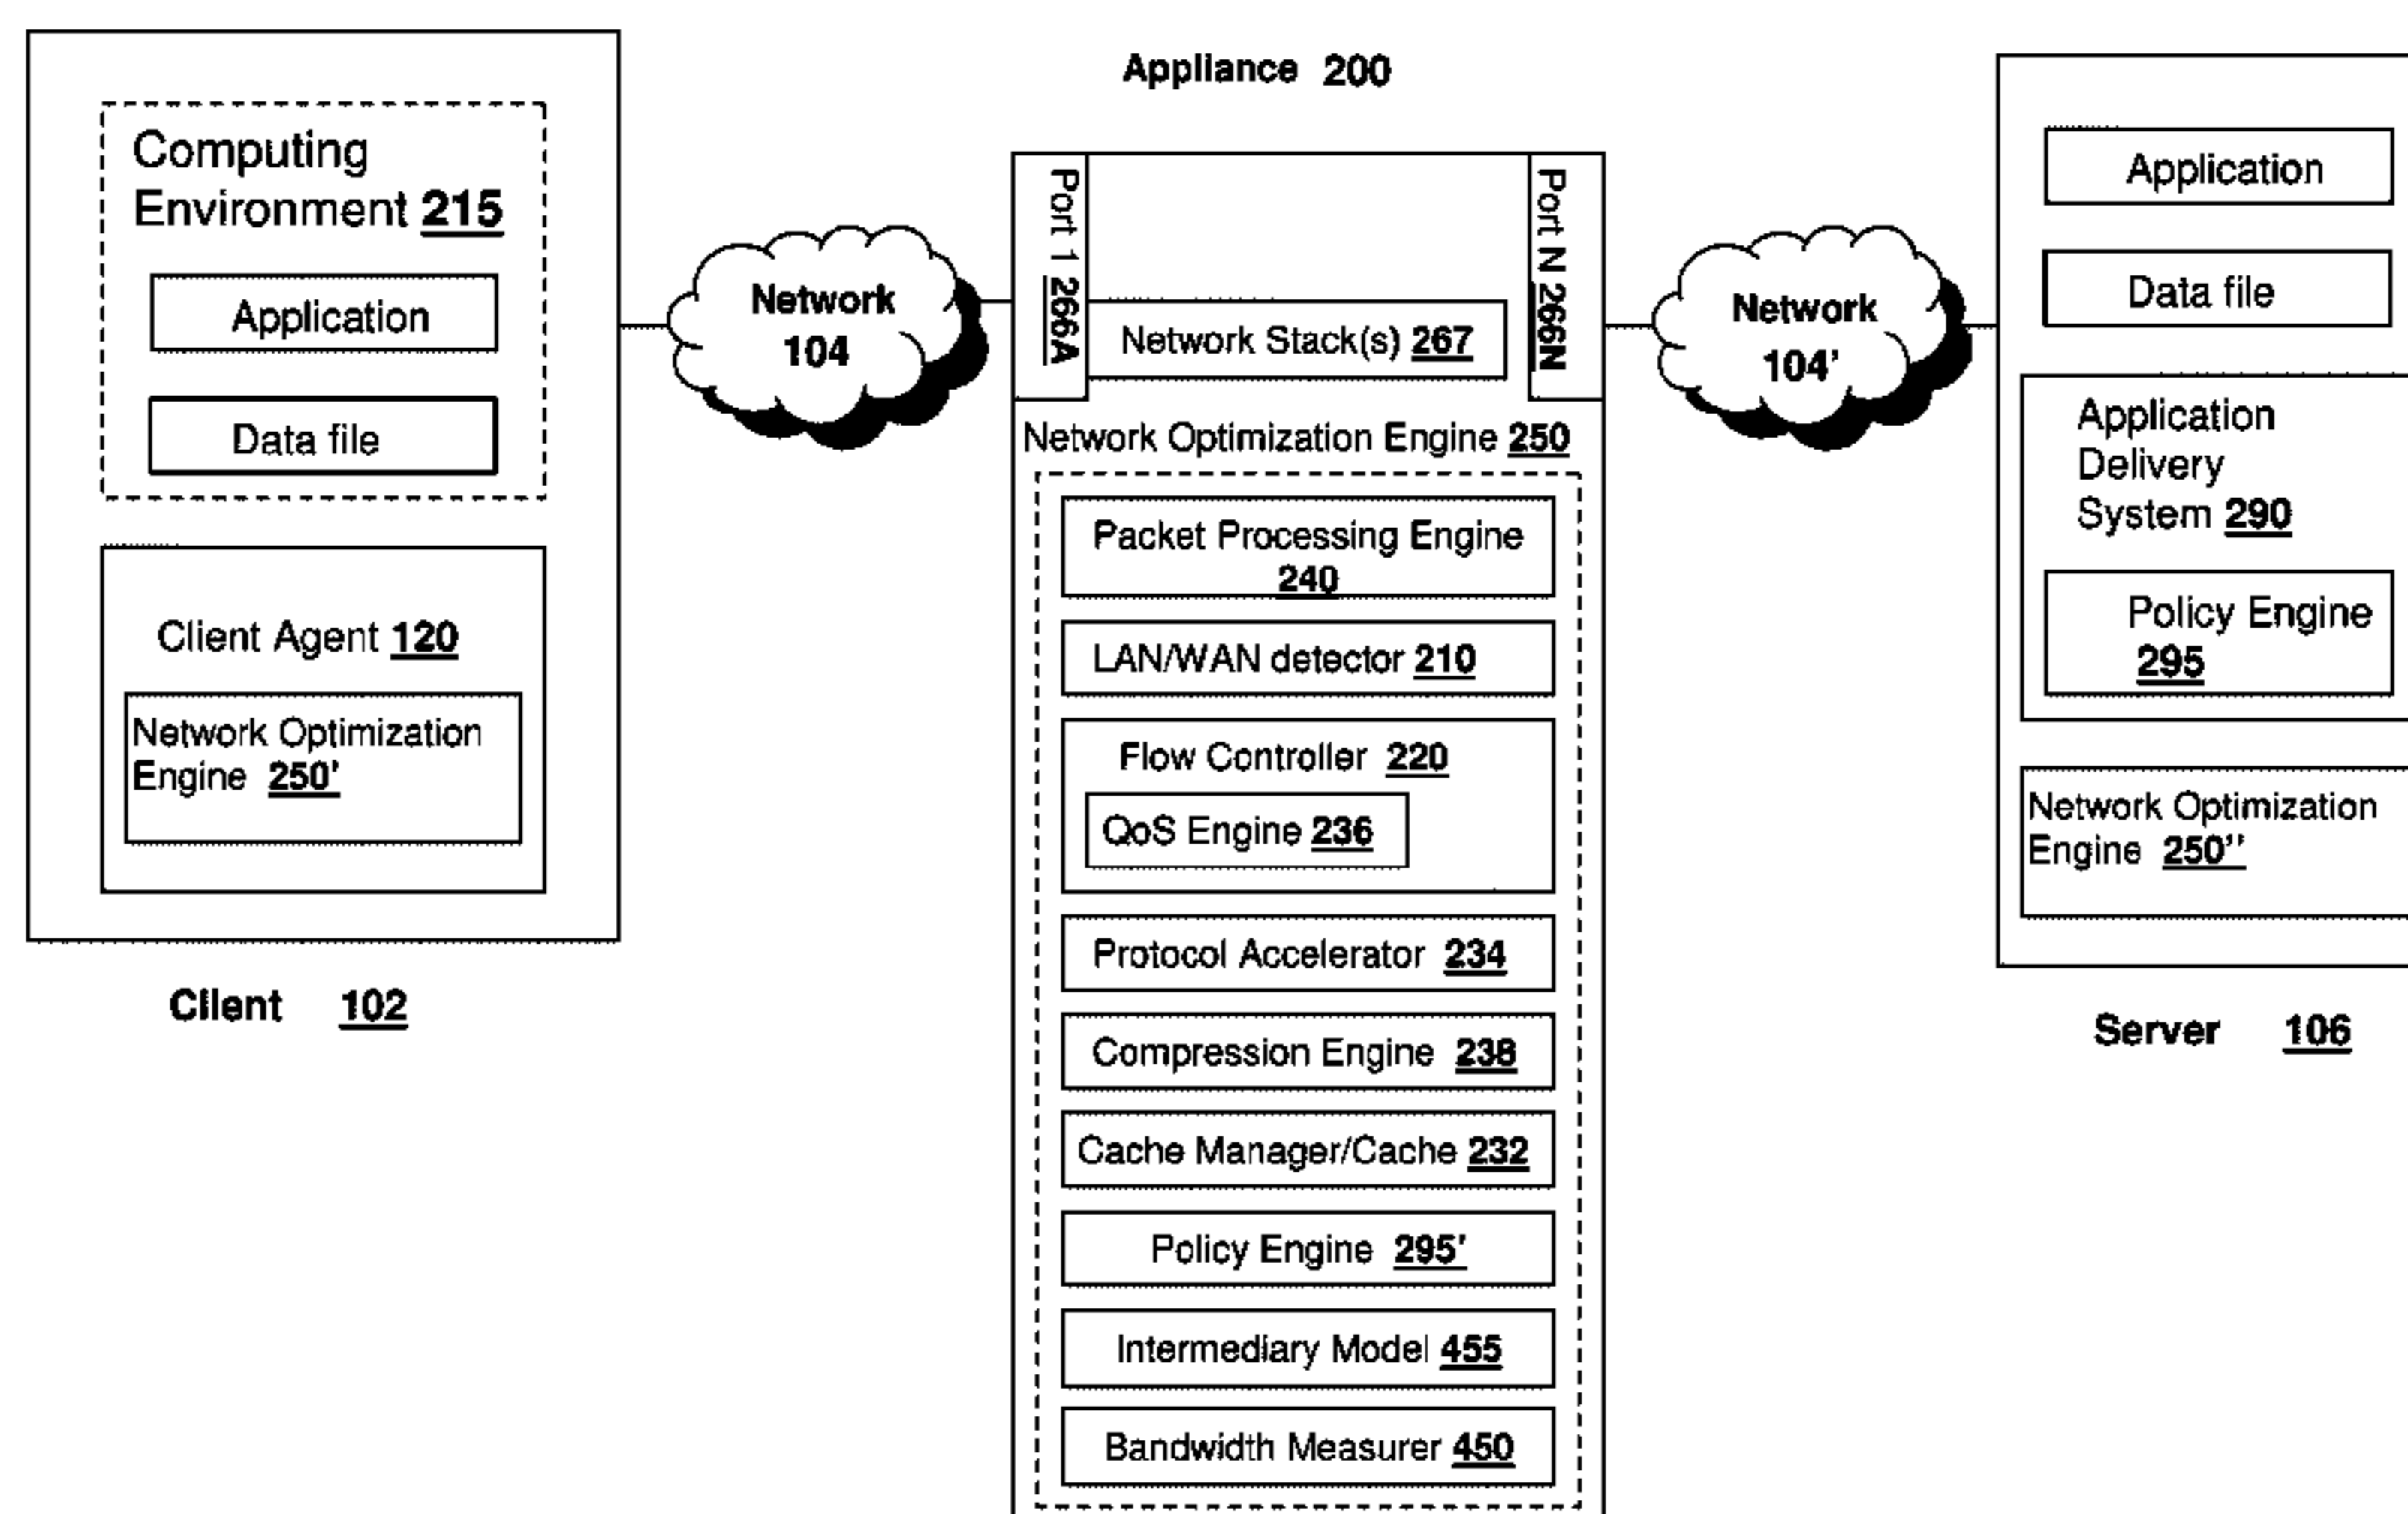 Appliance 200
Computing
Environment 215
Application
Data file
Client Agent 120
Network Optimization
Engine 250'
Client 102
Network
104
Port 1 266A
Port N 266N
Network Stack(s) 267
Network Optimization Engine 250
Packet Processing Engine
240
LAN/WAN detector 210
Flow Controller 220
QoS Engine 236
Protocol Accelerator 234
Compression Engine 238
Cache Manager/Cache 232
Policy Engine 295'
Intermediary Model 455
Bandwidth Measurer 450
Network
104'
Application
Data file
Application
Delivery
System 290
Policy Engine
295
Network Optimization
Engine 250''
Server 106